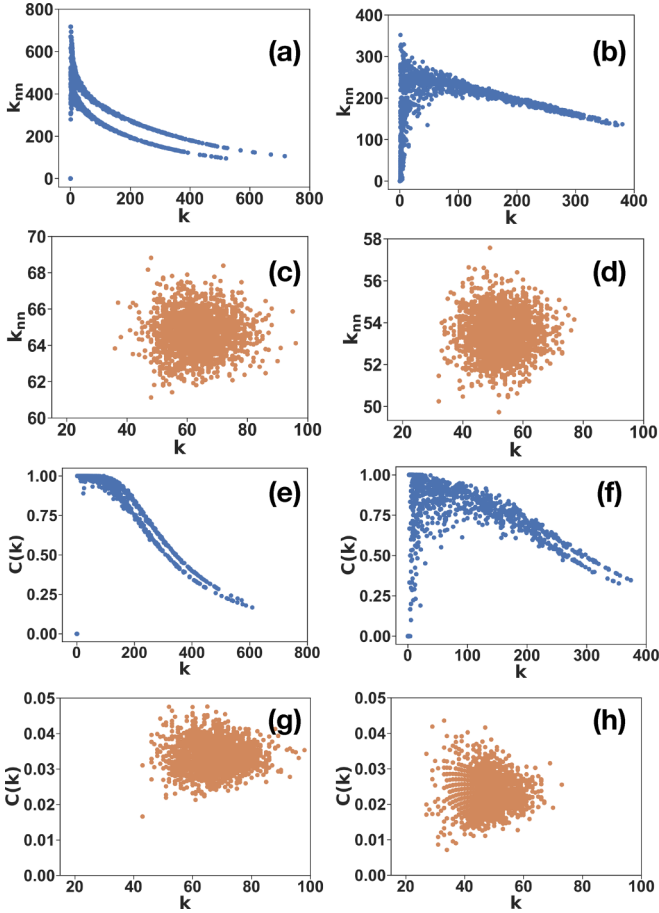 (a)
800
600
400
200
0
k_nn
0 200 400 600 800
k
(b)
400
300
200
100
0
k_nn
0 100 200 300 400
k
(c)
70
68
66
64
62
60
k_nn
20 40 60 80 100
k
(d)
58
56
54
52
50
k_nn
20 40 60 80 100
k
(e)
1.00
0.75
0.50
0.25
0.00
C(k)
0 200 400 600 800
k
(f)
1.00
0.75
0.50
0.25
0.00
C(k)
0 100 200 300 400
k
(g)
0.05
0.04
0.03
0.02
0.01
0.00
C(k)
20 40 60 80 100
k
(h)
0.05
0.04
0.03
0.02
0.01
0.00
C(k)
20 40 60 80 100
k